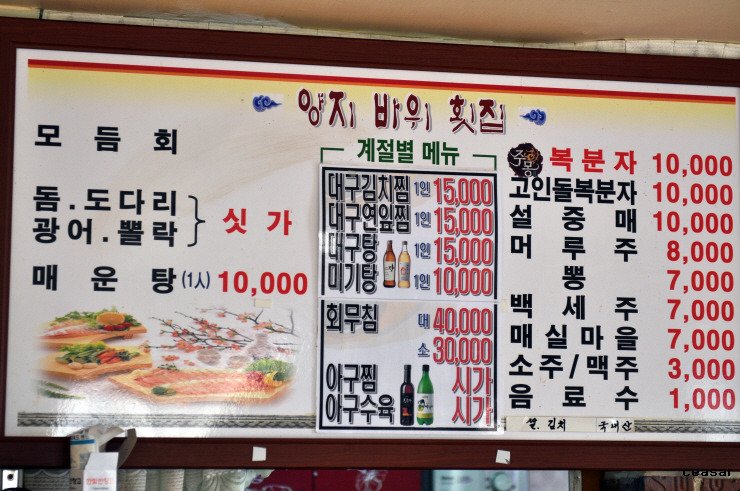 양지 바위 횟집
모 듬 회
돔 . 도다리
광어 . 뽈락
싯 가
매 운 탕 (1人) 10,000
계절별 메뉴
대구김치찜 1인 15,000
대구연잎찜 1인 15,000
대구탕 1인 15,000
미기탕 1인 10,000
회무침 대 40,000
소 30,000
아구찜 시가
아구수육 시가
복분자 10,000
고인돌복분자 10,000
설 중 매 10,000
머 루 주 8,000
뽕 7,000
백 세 주 7,000
매실마을 7,000
소주/맥주 3,000
음 료 수 1,000
쌀, 김치 국내산
ceasar